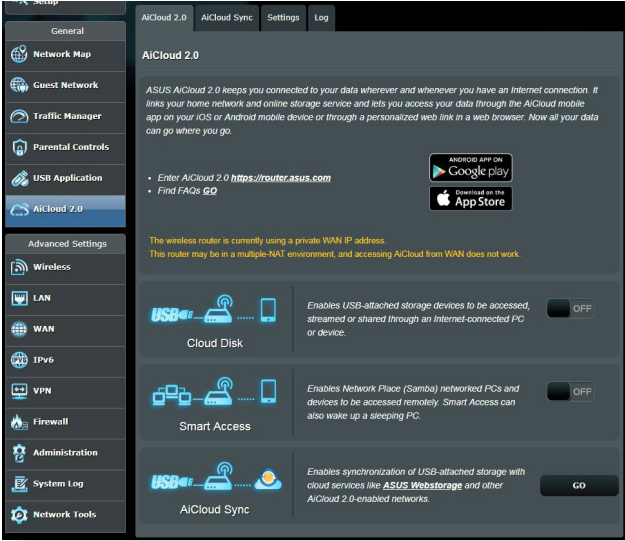 Setup
General
Network Map
Guest Network
Traffic Manager
Parental Controls
USB Application
AiCloud 2.0
Advanced Settings
Wireless
LAN
WAN
IPv6
VPN
Firewall
Administration
System Log
Network Tools
AiCloud 2.0 AiCloud Sync Settings Log
AiCloud 2.0
ASUS AiCloud 2.0 keeps you connected to your data wherever and whenever you have an Internet connection. It
links your home network and online storage service and lets you access your data through the AiCloud mobile
app on your iOS or Android mobile device or through a personalized web link in a web browser. Now all your data
can go where you go.
ANDROID APP ON
Google play
Enter AiCloud 2.0 https://router.asus.com
Find FAQs GO
Download on the
App Store
The wireless router is currently using a private WAN IP address.
This router may be in a multiple-NAT environment, and accessing AiCloud from WAN does not work.
USB
Cloud Disk
Enables USB-attached storage devices to be accessed,
streamed or shared through an Internet-connected PC
or device.
OFF
Smart Access
Enables Network Place (Samba) networked PCs and
devices to be accessed remotely. Smart Access can
also wake up a sleeping PC.
OFF
USB
AiCloud Sync
Enables synchronization of USB-attached storage with
cloud services like ASUS Webstorage and other
AiCloud 2.0-enabled networks.
GO